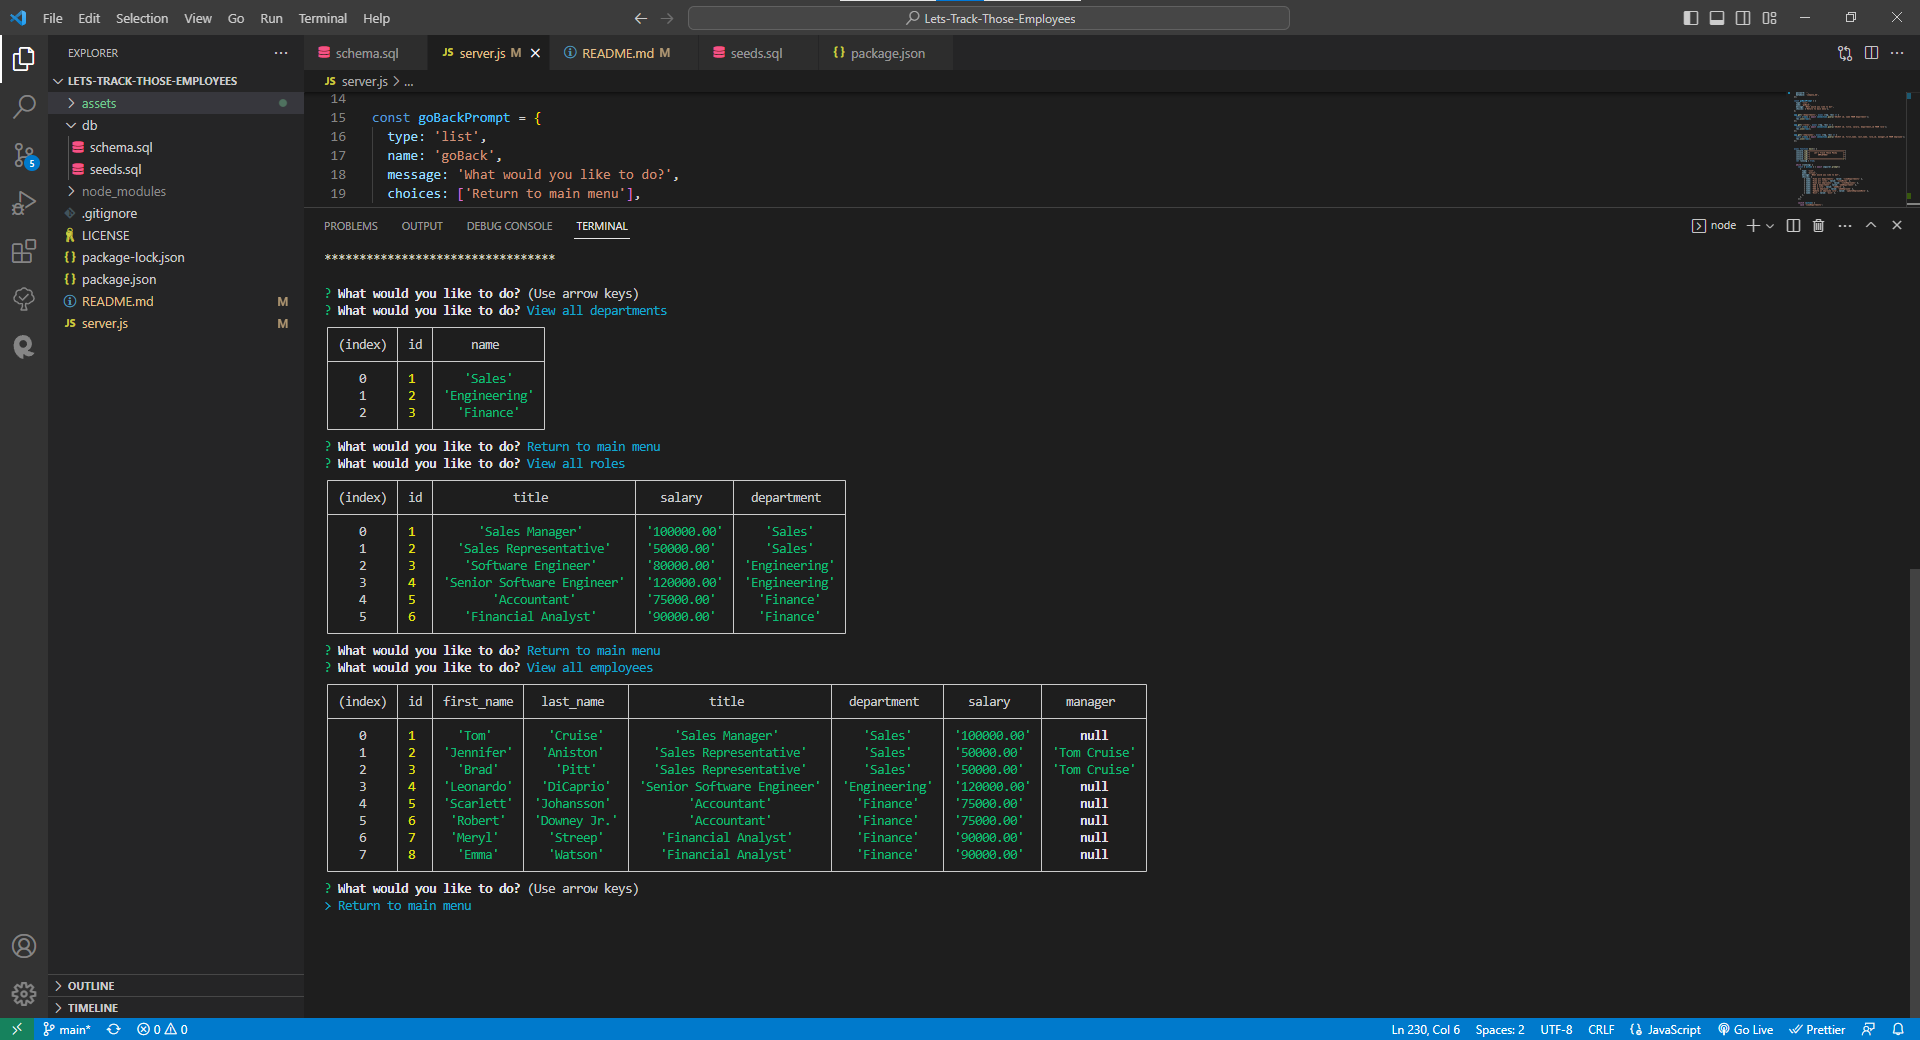 File Edit Selection View Go Run Terminal Help
Lets-Track-Those-Employees
EXPLORER
LETS-TRACK-THOSE-EMPLOYEES
assets
db
schema.sql
seeds.sql
node_modules
.gitignore
LICENSE
package-lock.json
package.json
README.md M
server.js M
OUTLINE
TIMELINE
5
schema.sql JS server.js M README.md M seeds.sql package.json
JS server.js > ...
14
15 const goBackPrompt = {
16 type: 'list',
17 name: 'goBack',
18 message: 'What would you like to do?',
19 choices: ['Return to main menu'],
PROBLEMS OUTPUT DEBUG CONSOLE TERMINAL
node
*********************************
? What would you like to do? (Use arrow keys)
? What would you like to do? View all departments
(index) id name
0 1 'Sales'
1 2 'Engineering'
2 3 'Finance'
? What would you like to do? Return to main menu
? What would you like to do? View all roles
(index) id title salary department
0 1 'Sales Manager' '100000.00' 'Sales'
1 2 'Sales Representative' '50000.00' 'Sales'
2 3 'Software Engineer' '80000.00' 'Engineering'
3 4 'Senior Software Engineer' '120000.00' 'Engineering'
4 5 'Accountant' '75000.00' 'Finance'
5 6 'Financial Analyst' '90000.00' 'Finance'
? What would you like to do? Return to main menu
? What would you like to do? View all employees
(index) id first_name last_name title department salary manager
0 1 'Tom' 'Cruise' 'Sales Manager' 'Sales' '100000.00' null
1 2 'Jennifer' 'Aniston' 'Sales Representative' 'Sales' '50000.00' 'Tom Cruise'
2 3 'Brad' 'Pitt' 'Sales Representative' 'Sales' '50000.00' 'Tom Cruise'
3 4 'Leonardo' 'DiCaprio' 'Senior Software Engineer' 'Engineering' '120000.00' null
4 5 'Scarlett' 'Johansson' 'Accountant' 'Finance' '75000.00' null
5 6 'Robert' 'Downey Jr.' 'Accountant' 'Finance' '75000.00' null
6 7 'Meryl' 'Streep' 'Financial Analyst' 'Finance' '90000.00' null
7 8 'Emma' 'Watson' 'Financial Analyst' 'Finance' '90000.00' null
? What would you like to do? (Use arrow keys)
> Return to main menu
main* 0 0 Ln 230, Col 6 Spaces: 2 UTF-8 CRLF JavaScript Go Live Prettier